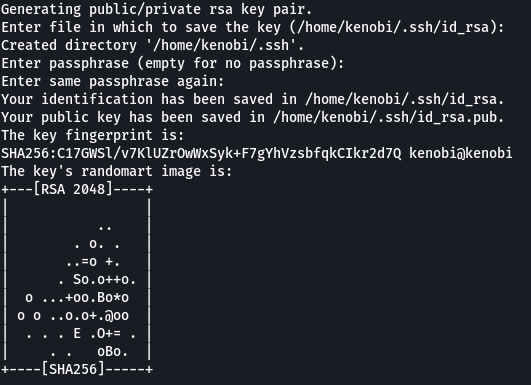 Generating public/private rsa key pair.
Enter file in which to save the key (/home/kenobi/.ssh/id_rsa):
Created directory '/home/kenobi/.ssh'.
Enter passphrase (empty for no passphrase):
Enter same passphrase again:
Your identification has been saved in /home/kenobi/.ssh/id_rsa.
Your public key has been saved in /home/kenobi/.ssh/id_rsa.pub.
The key fingerprint is:
SHA256:C17GWSl/v7KlUZrOwWxSyk+F7gYhVzsbfqkCIkr2d7Q kenobi@kenobi
The key's randomart image is:
+---[RSA 2048]----+
|                 |
|           ..    |
|        . o. .   |
|       ..=o +.   |
|      . So.o++o. |
|  o ...+oo.Bo*o  |
| o o ..o.o+.@oo  |
|  . . . E .O+= . |
|     . .   oBo.  |
+----[SHA256]-----+